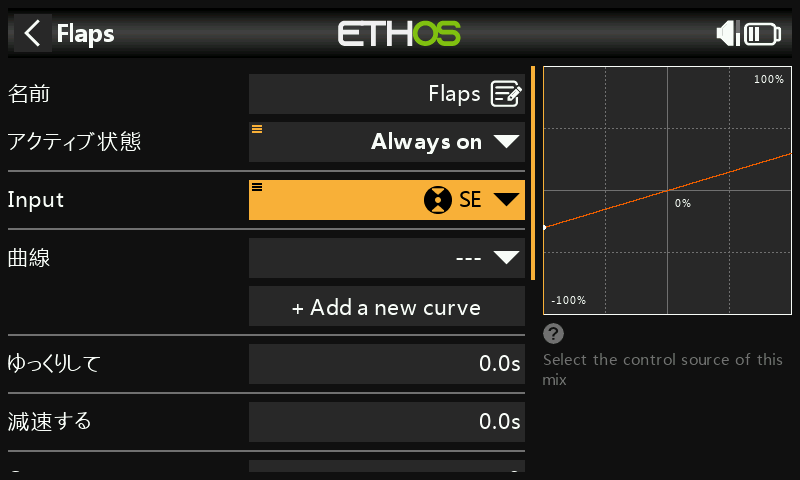 Flaps
ETHOS
名前
Flaps
アクティブ状態
Always on
Input
SE
曲線
---
+ Add a new curve
ゆっくりして
0.0s
減速する
0.0s
100%
0%
-100%
?
Select the control source of this
mix